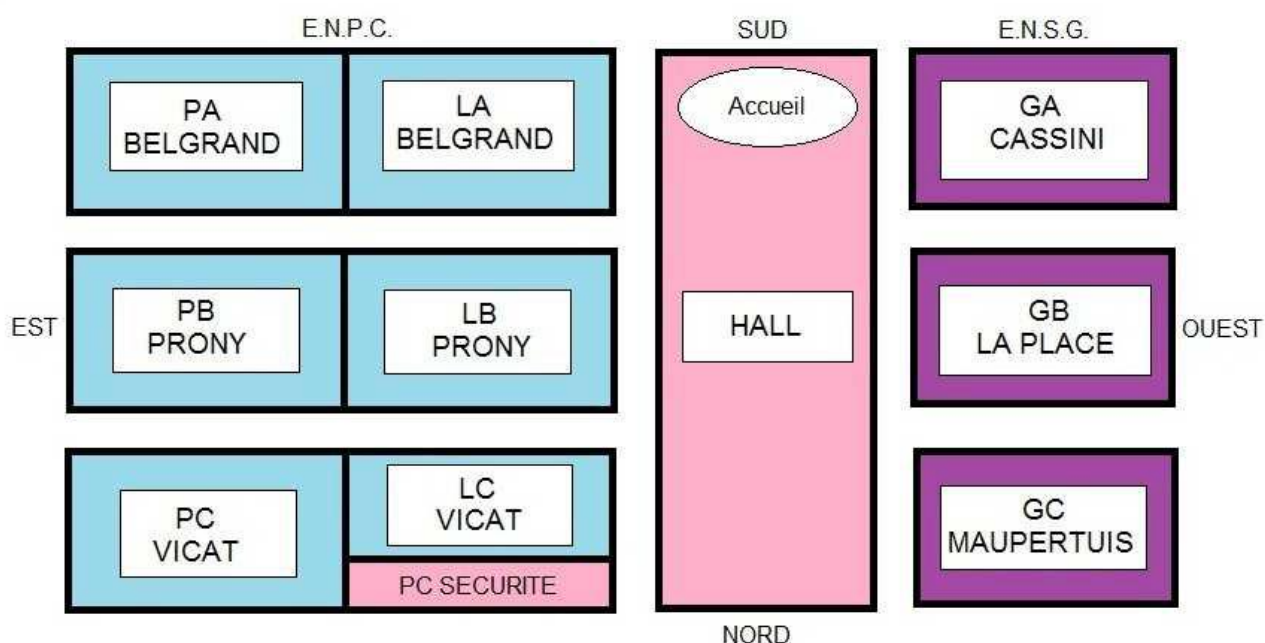 E.N.P.C.
SUD
E.N.S.G.
PA
BELGRAND
LA
BELGRAND
Accueil
GA
CASSINI
EST
PB
PRONY
LB
PRONY
HALL
GB
LA PLACE
OUEST
PC
VICAT
LC
VICAT
PC SECURITE
GC
MAUPERTUIS
NORD